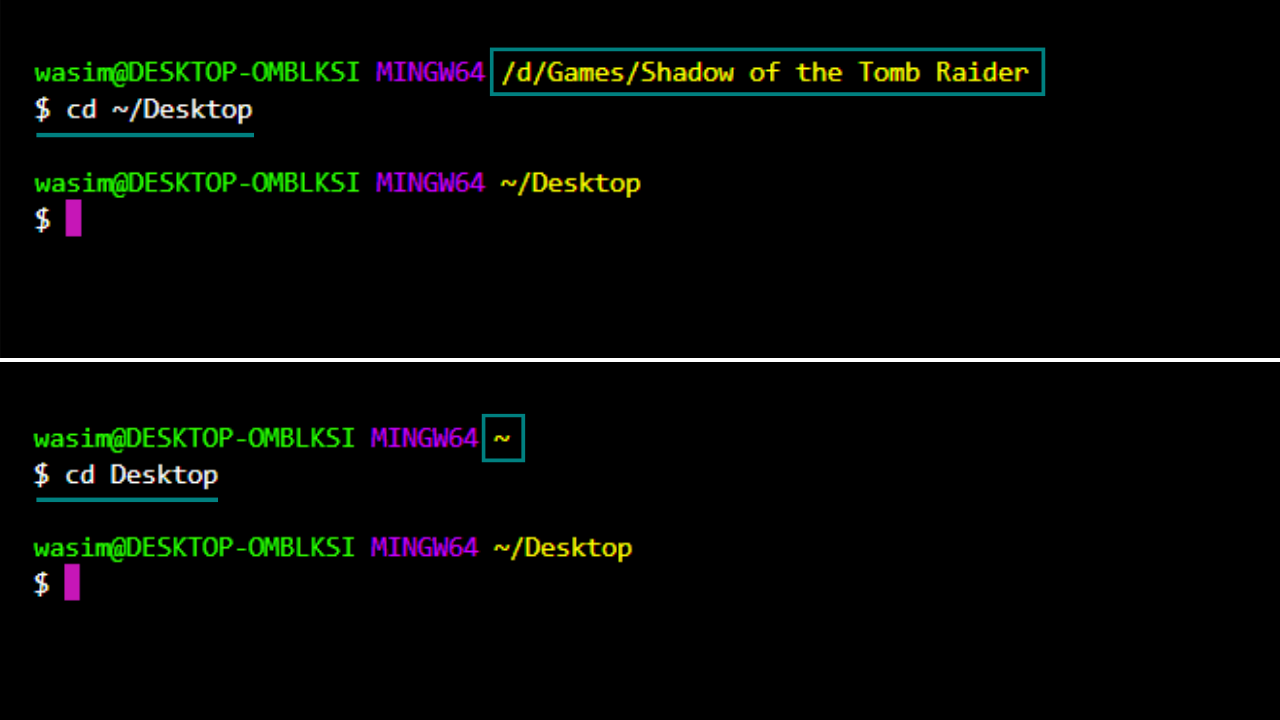 wasim@DESKTOP-OMBLKSI MINGW64 /d/Games/Shadow of the Tomb Raider
$ cd ~/Desktop
wasim@DESKTOP-OMBLKSI MINGW64 ~/Desktop
$
wasim@DESKTOP-OMBLKSI MINGW64 ~
$ cd Desktop
wasim@DESKTOP-OMBLKSI MINGW64 ~/Desktop
$